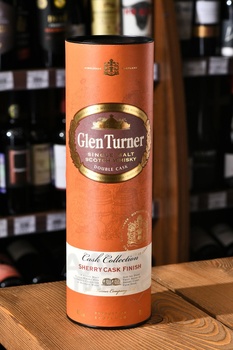 Glen Turner
SINGLE MALT
SCOTCH WHISKY
DOUBLE CASK
Cask Collection
SHERRY CASK FINISH